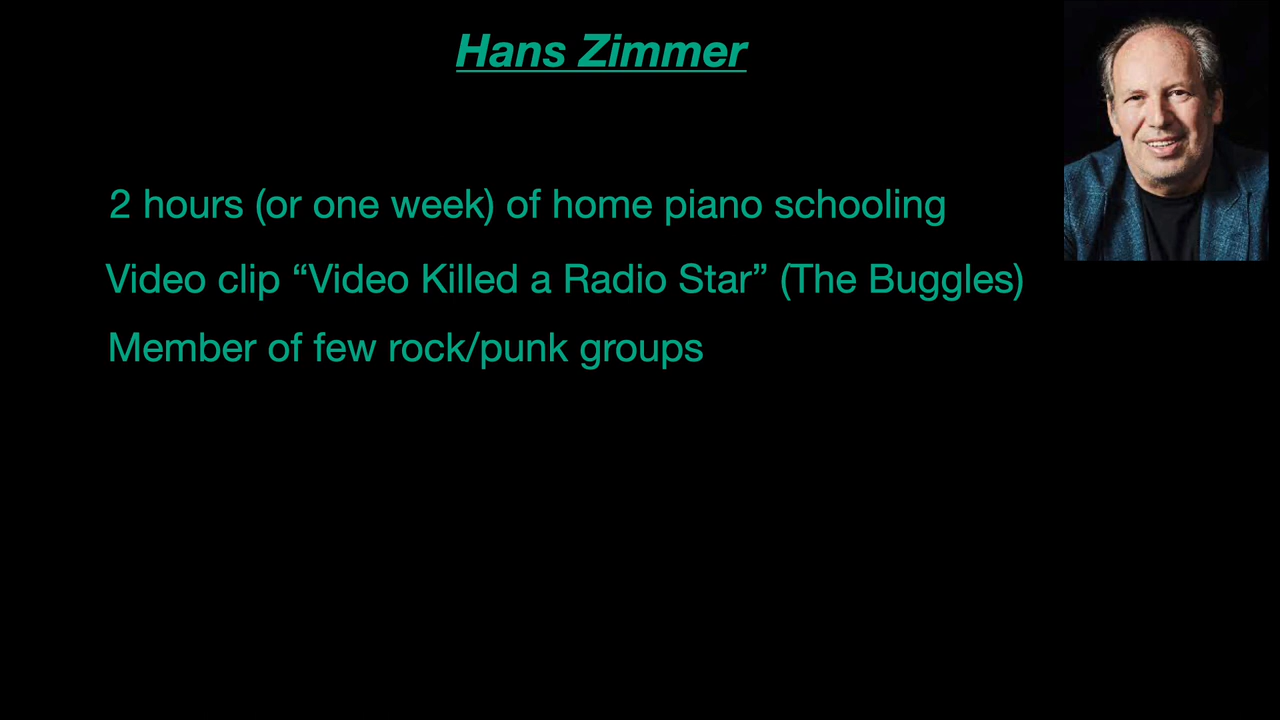 Hans Zimmer
2 hours (or one week) of home piano schooling
Video clip “Video Killed a Radio Star” (The Buggles)
Member of few rock/punk groups